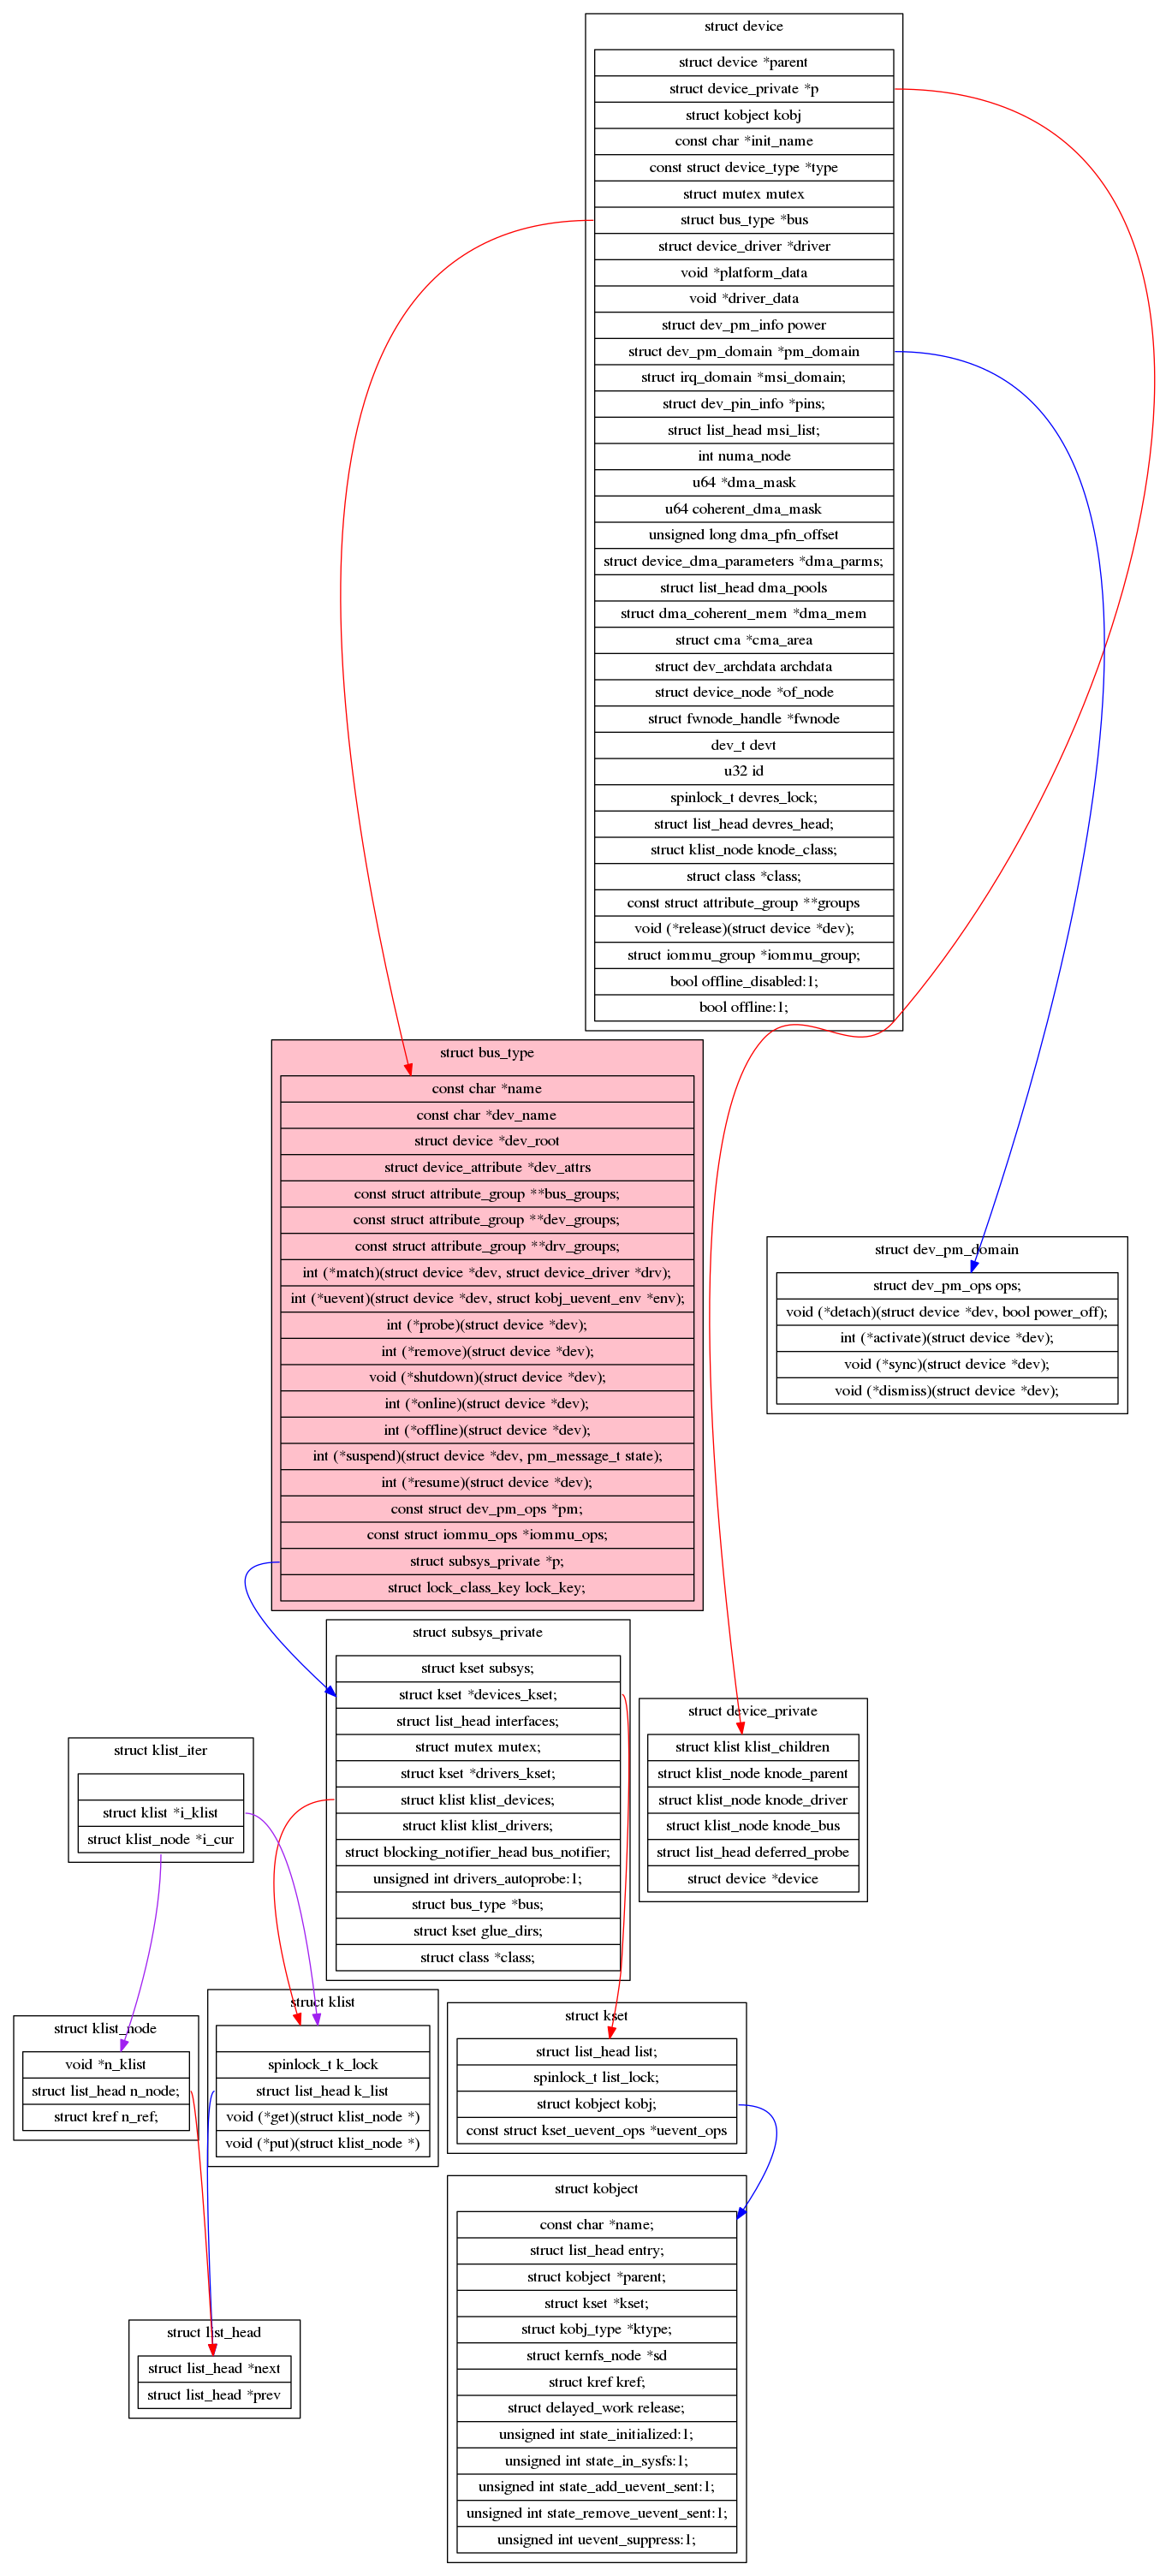 struct device
struct device *parent
struct device_private *p
struct kobject kobj
const char *init_name
const struct device_type *type
struct mutex mutex
struct bus_type *bus
struct device_driver *driver
void *platform_data
void *driver_data
struct dev_pm_info power
struct dev_pm_domain *pm_domain
struct irq_domain *msi_domain;
struct dev_pin_info *pins;
struct list_head msi_list;
int numa_node
u64 *dma_mask
u64 coherent_dma_mask
unsigned long dma_pfn_offset
struct device_dma_parameters *dma_parms;
struct list_head dma_pools
struct dma_coherent_mem *dma_mem
struct cma *cma_area
struct dev_archdata archdata
struct device_node *of_node
struct fwnode_handle *fwnode
dev_t devt
u32 id
spinlock_t devres_lock;
struct list_head devres_head;
struct klist_node knode_class;
struct class *class;
const struct attribute_group **groups
void (*release)(struct device *dev);
struct iommu_group *iommu_group;
bool offline_disabled:1;
bool offline:1;
struct bus_type
const char *name
const char *dev_name
struct device *dev_root
struct device_attribute *dev_attrs
const struct attribute_group **bus_groups;
const struct attribute_group **dev_groups;
const struct attribute_group **drv_groups;
int (*match)(struct device *dev, struct device_driver *drv);
int (*uevent)(struct device *dev, struct kobj_uevent_env *env);
int (*probe)(struct device *dev);
int (*remove)(struct device *dev);
void (*shutdown)(struct device *dev);
int (*online)(struct device *dev);
int (*offline)(struct device *dev);
int (*suspend)(struct device *dev, pm_message_t state);
int (*resume)(struct device *dev);
const struct dev_pm_ops *pm;
const struct iommu_ops *iommu_ops;
struct subsys_private *p;
struct lock_class_key lock_key;
struct dev_pm_domain
struct dev_pm_ops ops;
void (*detach)(struct device *dev, bool power_off);
int (*activate)(struct device *dev);
void (*sync)(struct device *dev);
void (*dismiss)(struct device *dev);
struct subsys_private
struct kset subsys;
struct kset *devices_kset;
struct list_head interfaces;
struct mutex mutex;
struct kset *drivers_kset;
struct klist klist_devices;
struct klist klist_drivers;
struct blocking_notifier_head bus_notifier;
unsigned int drivers_autoprobe:1;
struct bus_type *bus;
struct kset glue_dirs;
struct class *class;
struct device_private
struct klist klist_children
struct klist_node knode_parent
struct klist_node knode_driver
struct klist_node knode_bus
struct list_head deferred_probe
struct device *device
struct klist_iter
struct klist *i_klist
struct klist_node *i_cur
struct klist_node
void *n_klist
struct list_head n_node;
struct kref n_ref;
struct klist
spinlock_t k_lock
struct list_head k_list
void (*get)(struct klist_node *)
void (*put)(struct klist_node *)
struct kset
struct list_head list;
spinlock_t list_lock;
struct kobject kobj;
const struct kset_uevent_ops *uevent_ops
struct kobject
const char *name;
struct list_head entry;
struct kobject *parent;
struct kset *kset;
struct kobj_type *ktype;
struct kernfs_node *sd
struct kref kref;
struct delayed_work release;
unsigned int state_initialized:1;
unsigned int state_in_sysfs:1;
unsigned int state_add_uevent_sent:1;
unsigned int state_remove_uevent_sent:1;
unsigned int uevent_suppress:1;
struct list_head
struct list_head *next
struct list_head *prev